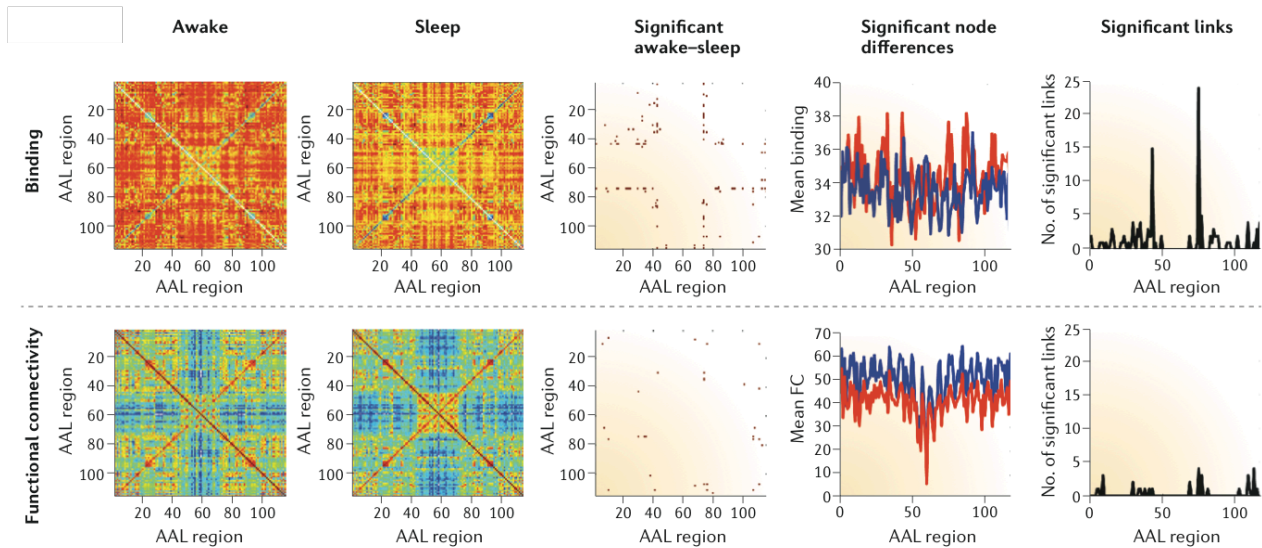 Awake
Sleep
Significant
awake–sleep
Significant node
differences
Significant links
Binding
AAL region
20
40
60
80
100
20 40 60 80 100
AAL region
AAL region
20
40
60
80
100
20 40 60 80 100
AAL region
AAL region
20
40
60
80
100
20 40 60 80 100
AAL region
Mean binding
40
38
36
34
32
30
0 50 100
AAL region
No. of significant links
25
20
15
10
5
0
0 50 100
AAL region
Functional connectivity
AAL region
20
40
60
80
100
20 40 60 80 100
AAL region
AAL region
20
40
60
80
100
20 40 60 80 100
AAL region
AAL region
20
40
60
80
100
20 40 60 80 100
AAL region
Mean FC
70
60
50
40
30
20
10
0
0 50 100
AAL region
No. of significant links
25
20
15
10
5
0
0 50 100
AAL region